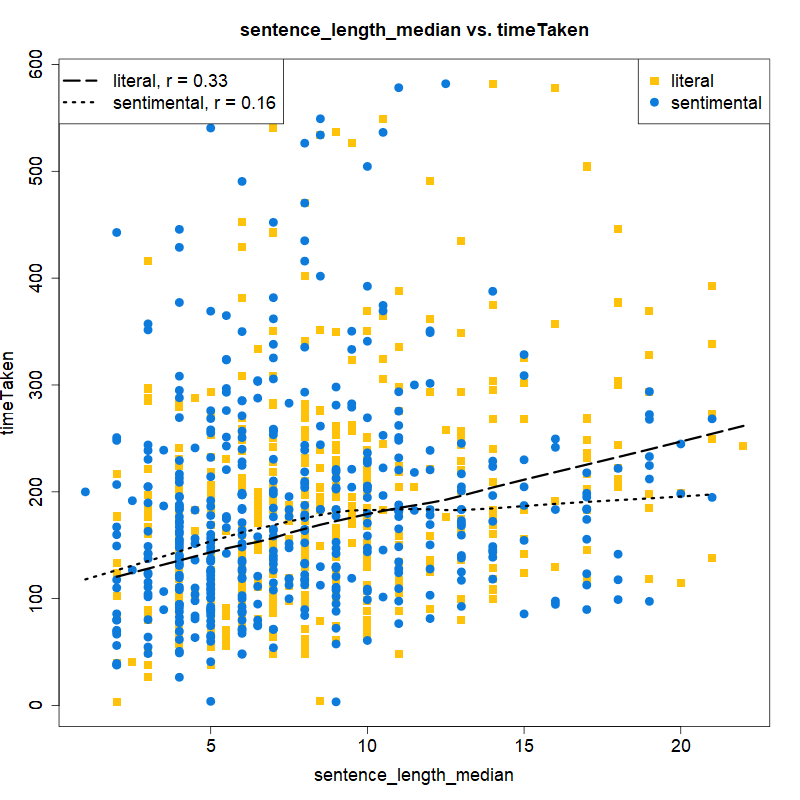 sentence_length_median vs. timeTaken
literal, r = 0.33
sentimental, r = 0.16
literal
sentimental
timeTaken
600
500
400
300
200
100
0
5
10
15
20
sentence_length_median